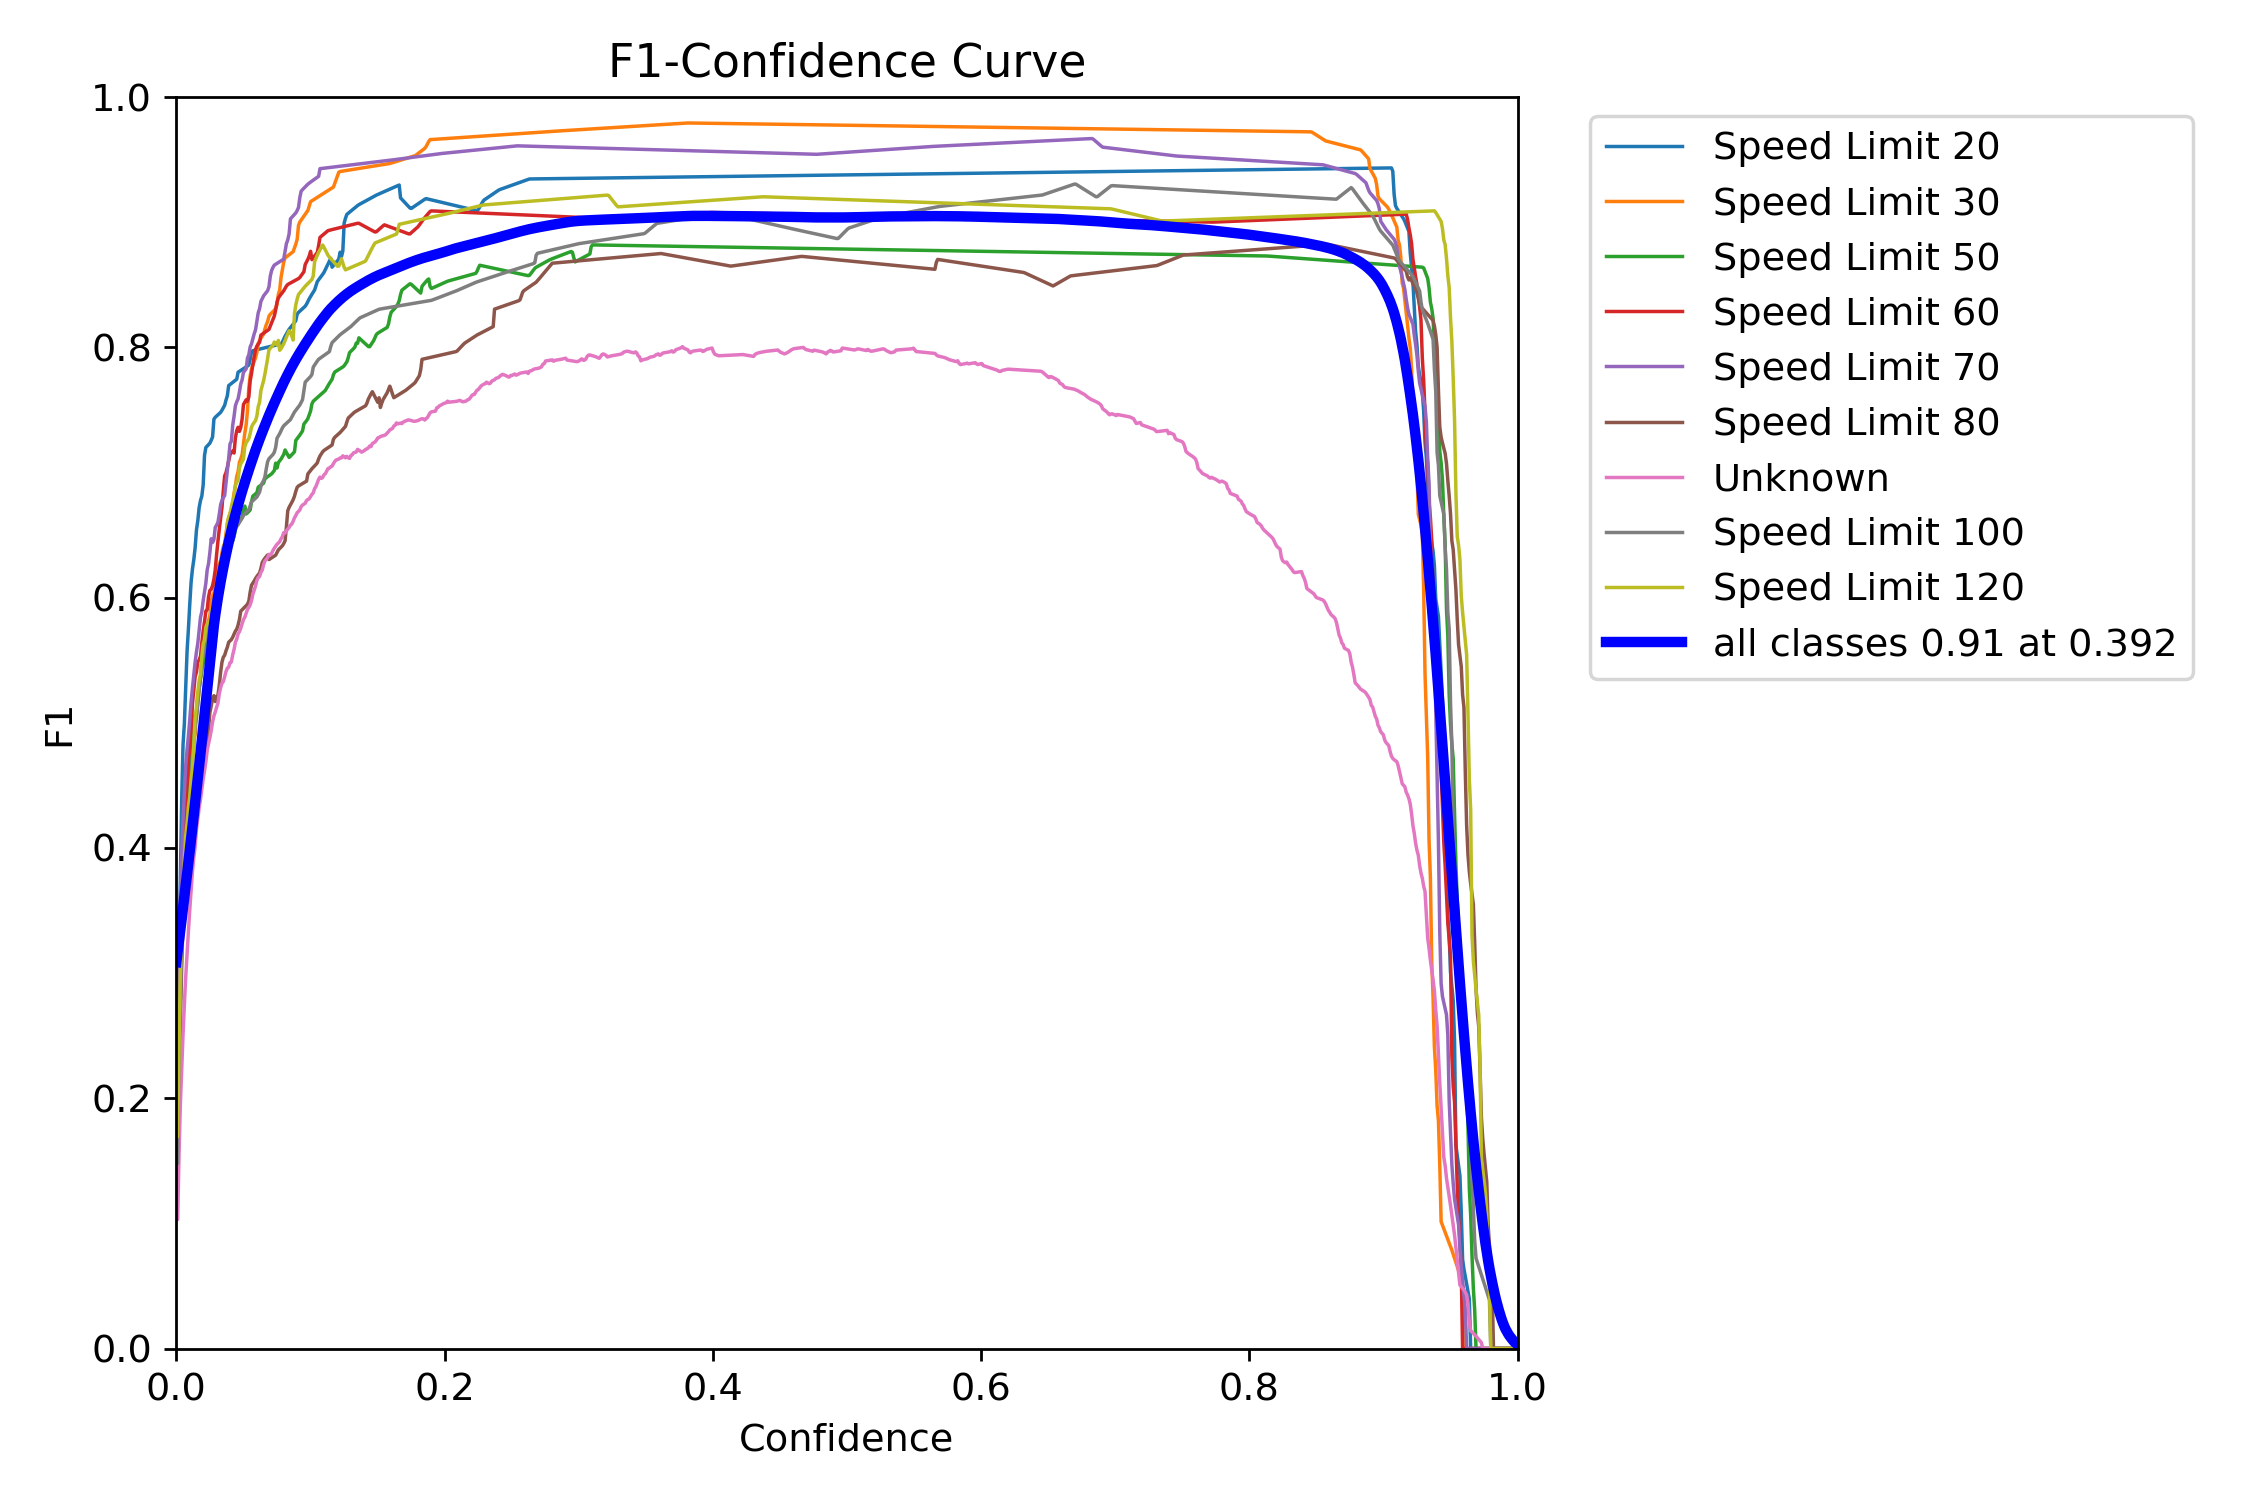 F1-Confidence Curve
1.0
0.8
0.6
0.4
0.2
0.0
F1
0.0 0.2 0.4 0.6 0.8 1.0
Confidence
Speed Limit 20
Speed Limit 30
Speed Limit 50
Speed Limit 60
Speed Limit 70
Speed Limit 80
Unknown
Speed Limit 100
Speed Limit 120
all classes 0.91 at 0.392